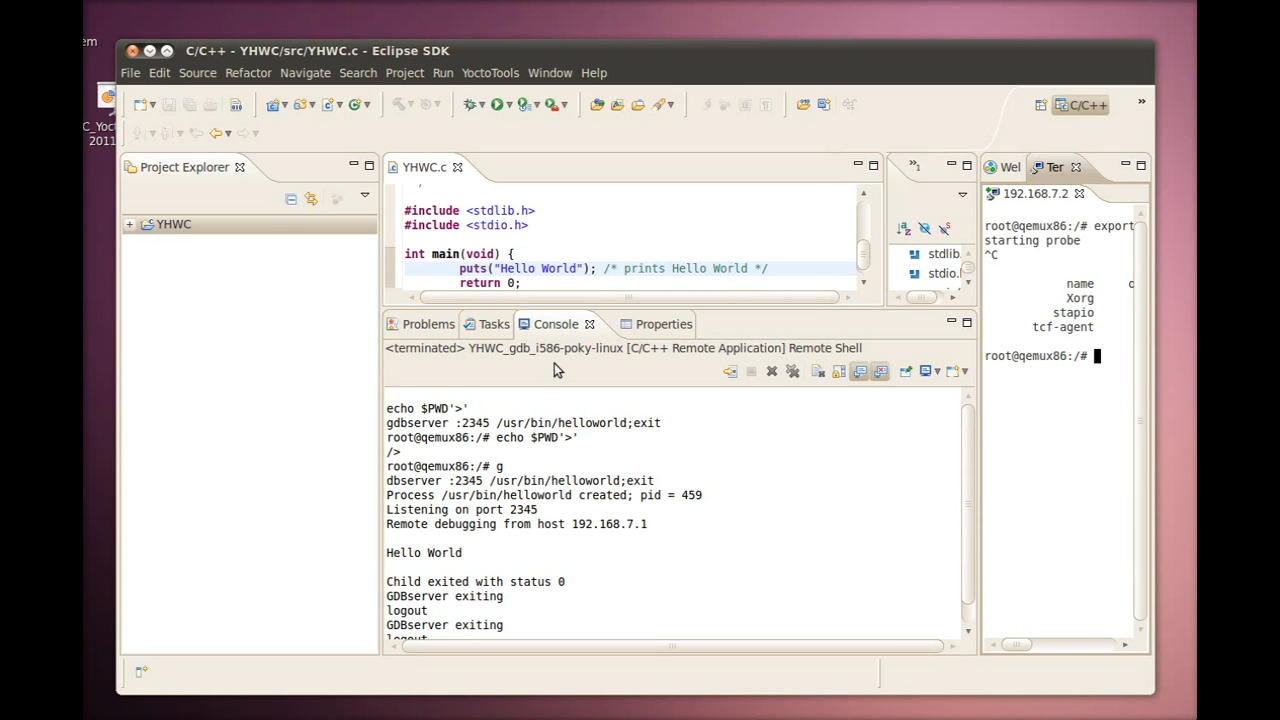 em
C_Yoc
2011
C/C++ - YHWC/src/YHWC.c - Eclipse SDK
File Edit Source Refactor Navigate Search Project Run YoctoTools Window Help
C/C++ »
Project Explorer
YHWC
YHWC.c
#include <stdlib.h>
#include <stdio.h>
int main(void) {
puts("Hello World"); /* prints Hello World */
return 0;
»1
stdlib.
stdio.h
Wel Ter
192.168.7.2
root@qemux86:/# export
starting probe
^C
name
Xorg
stapio
tcf-agent
root@qemux86:/#
Problems Tasks Console Properties
<terminated> YHWC_gdb_i586-poky-linux [C/C++ Remote Application] Remote Shell
echo $PWD'>'
gdbserver :2345 /usr/bin/helloworld;exit
root@qemux86:/# echo $PWD'>'
/>
root@qemux86:/# g
dbserver :2345 /usr/bin/helloworld;exit
Process /usr/bin/helloworld created; pid = 459
Listening on port 2345
Remote debugging from host 192.168.7.1
Hello World
Child exited with status 0
GDBserver exiting
logout
GDBserver exiting
logout